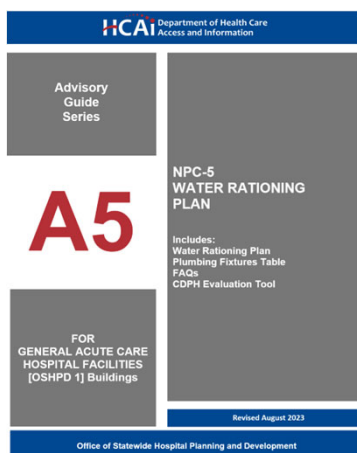 HCAi Department of Health Care
Access and Information
Advisory
Guide
Series
A5
FOR
GENERAL ACUTE CARE
HOSPITAL FACILITIES
[OSHPD 1] Buildings
NPC-5
WATER RATIONING
PLAN
Includes:
Water Rationing Plan
Plumbing Fixtures Table
FAQs
CDPH Evaluation Tool
Revised August 2023
Office of Statewide Hospital Planning and Development